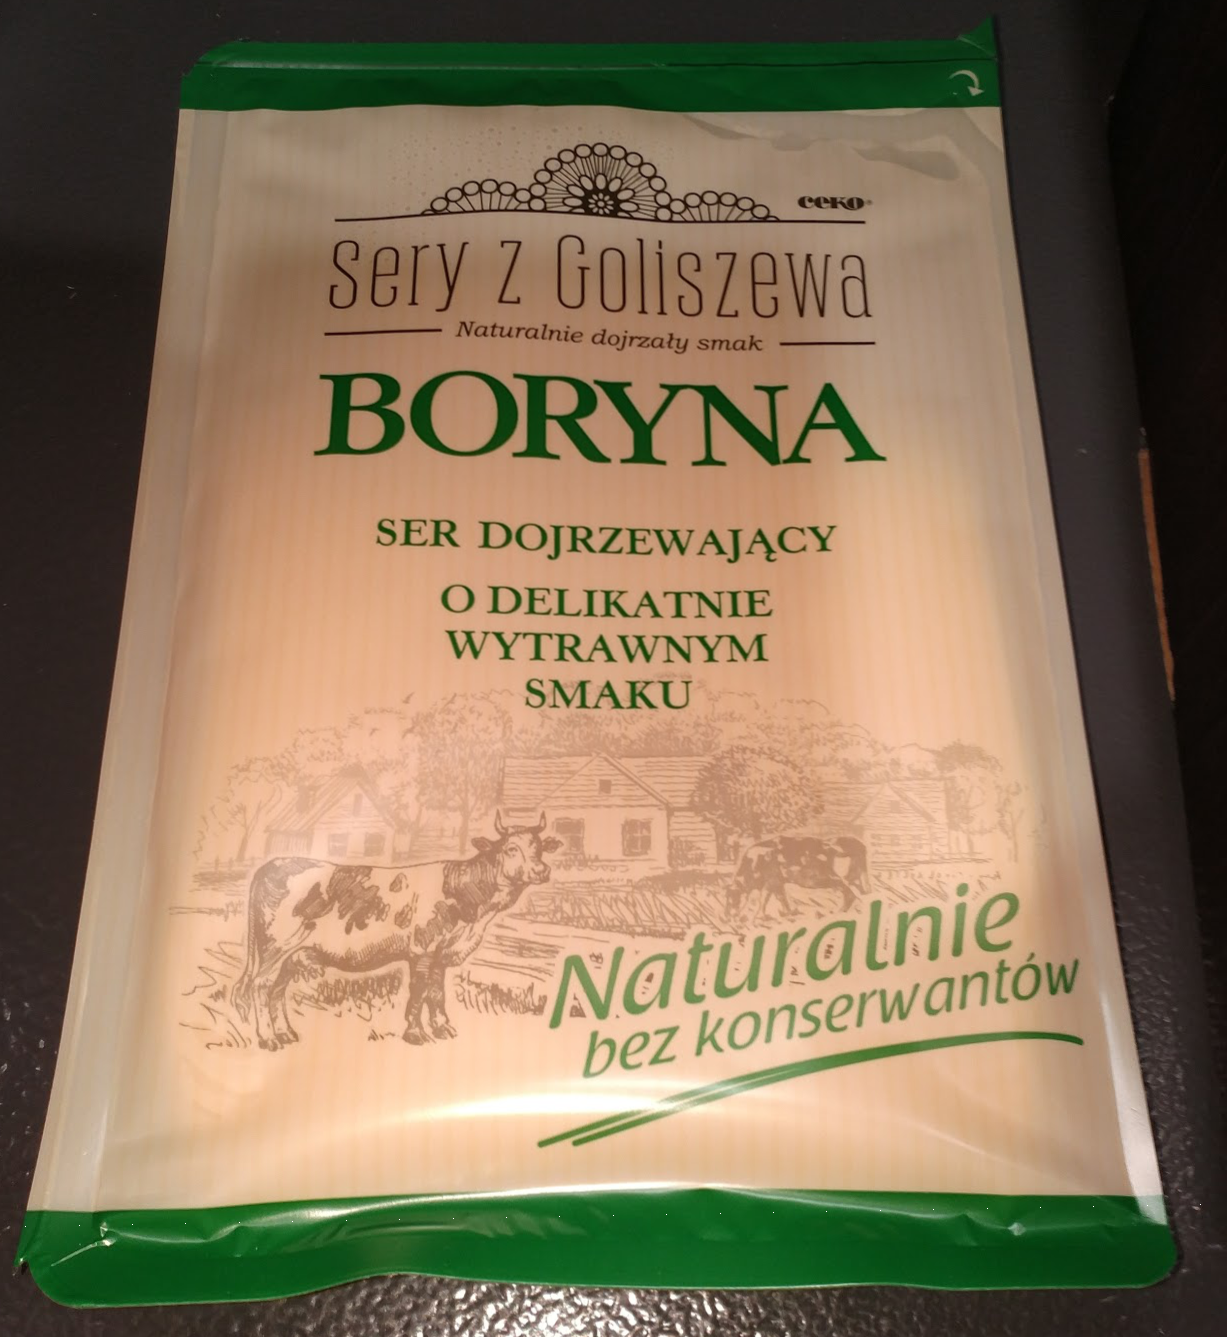 ceko®
Sery z Goliszewa
Naturalnie dojrzały smak
BORYNA
SER DOJRZEWAJĄCY
O DELIKATNIE
WYTRAWNYM
SMAKU
Naturalnie
bez konserwantów